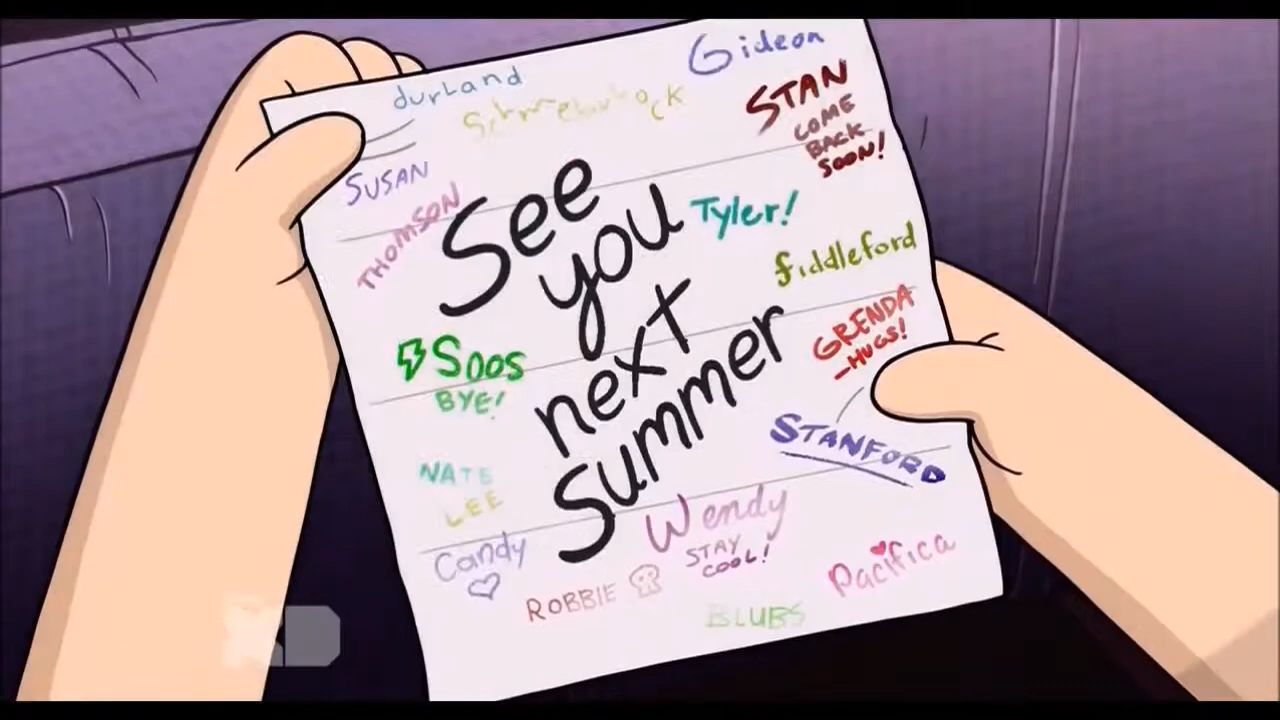 durland
Gideon
STAN
COME
BACK
SOON!
SUSAN
THOMSON
See
you
next
summer
Tyler!
fiddleford
Soos
BYE!
GRENDA
-HUGS!
STANFORD
NATE
LEE
Candy
Wendy
STAY
COOL!
ROBBIE
Pacifica
BLUBS
XD